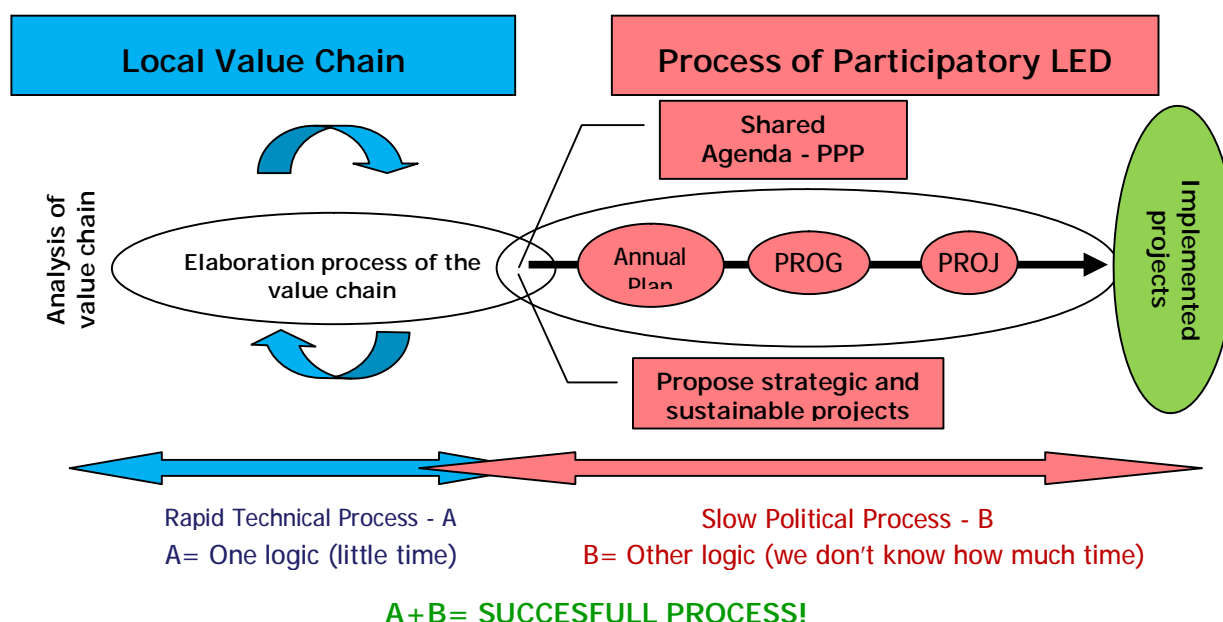 Local Value Chain
Process of Participatory LED
Shared
Agenda - PPP
Analysis of
value chain
Elaboration process of the
value chain
Annual
Plan
PROG
PROJ
Implemented
projects
Propose strategic and
sustainable projects
Rapid Technical Process - A
A= One logic (little time)
Slow Political Process - B
B= Other logic (we don't know how much time)
A+B= SUCCESFULL PROCESS!